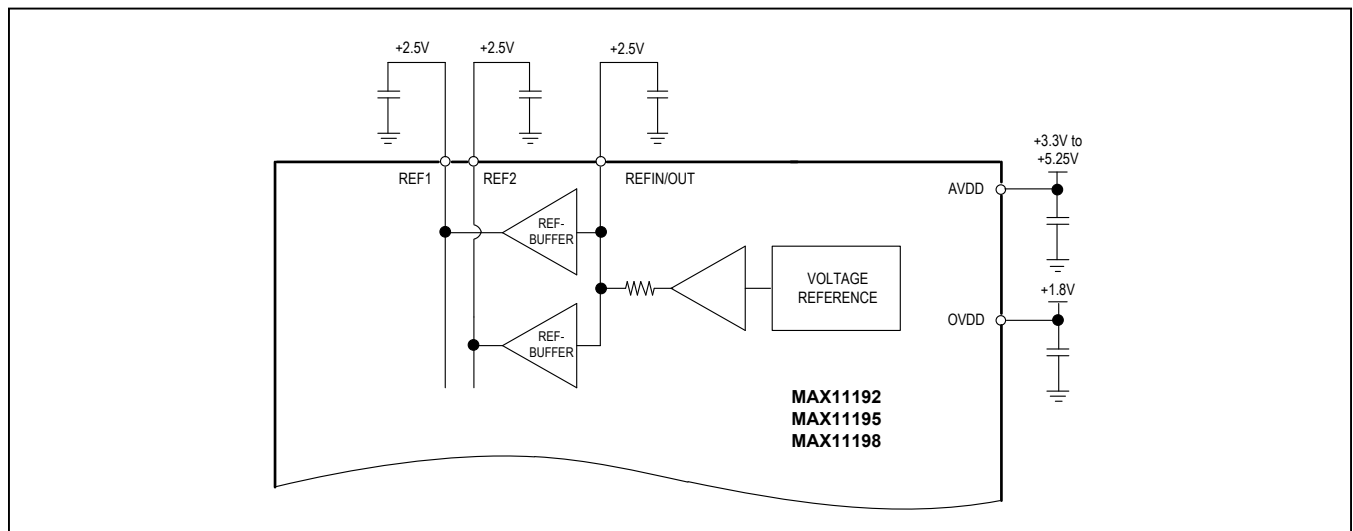 +2.5V
+2.5V
+2.5V
+3.3V to
+5.25V
REF1
REF2
REFIN/OUT
AVDD
REF-
BUFFER
VOLTAGE
REFERENCE
+1.8V
OVDD
REF-
BUFFER
MAX11192
MAX11195
MAX11198